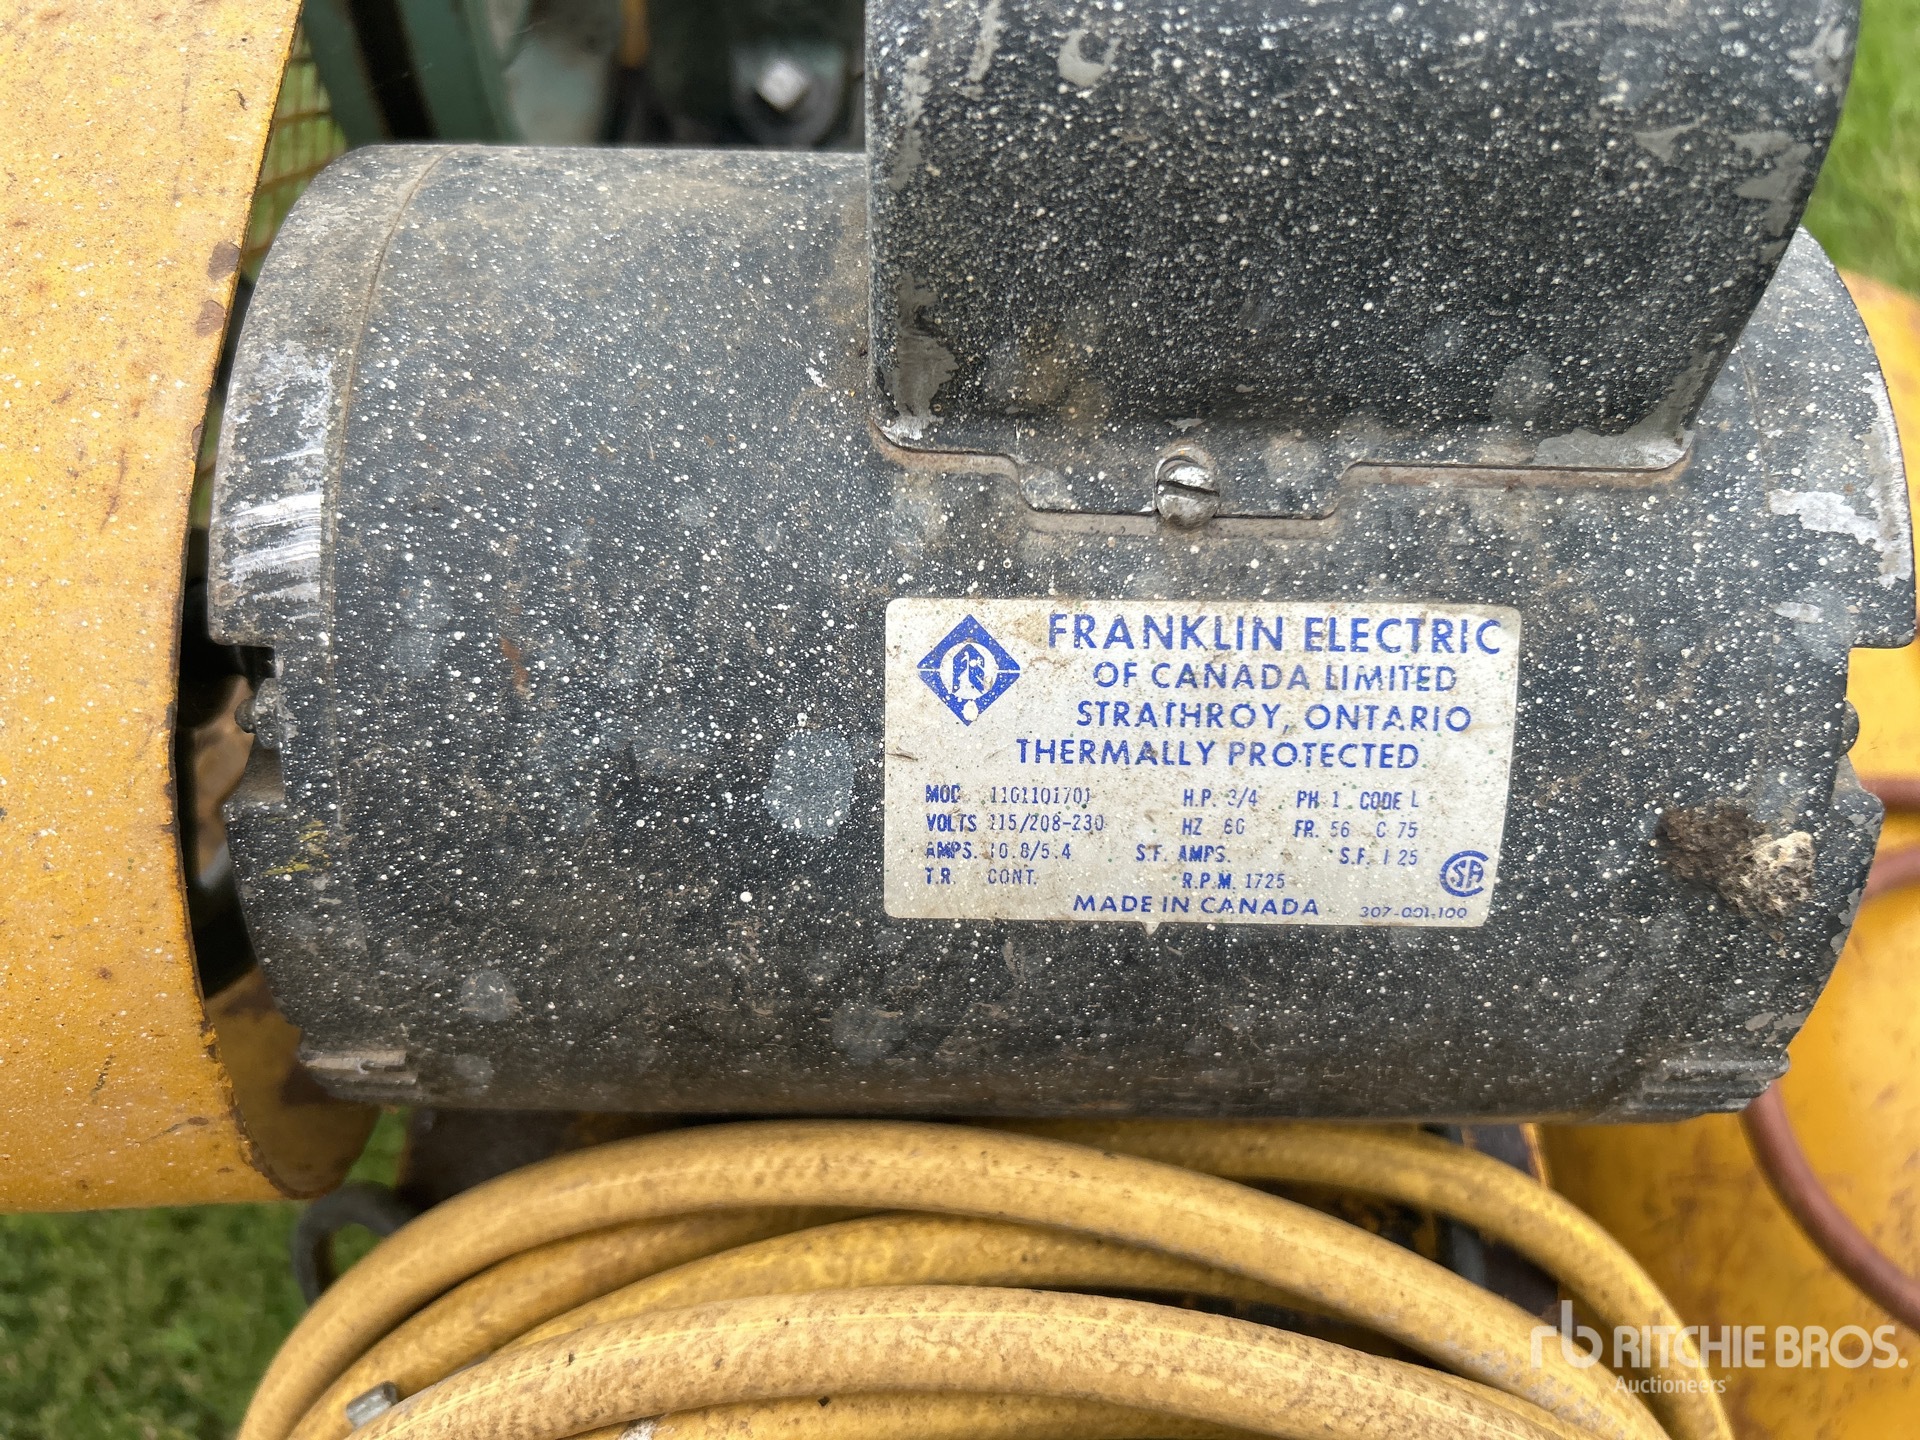 FRANKLIN ELECTRIC
OF CANADA LIMITED
STRATHROY, ONTARIO
THERMALLY PROTECTED
MOD 1101101701 H.P. 3/4 PH 1 CODE L
VOLTS 115/208-230 HZ 60 FR. 56 C 75
AMPS. 10.8/5.4 S.F. AMPS. S.F. 1 25
T.R. CONT. R.P.M. 1725
MADE IN CANADA 307-001-100
rb RITCHIE BROS.
Auctioneers